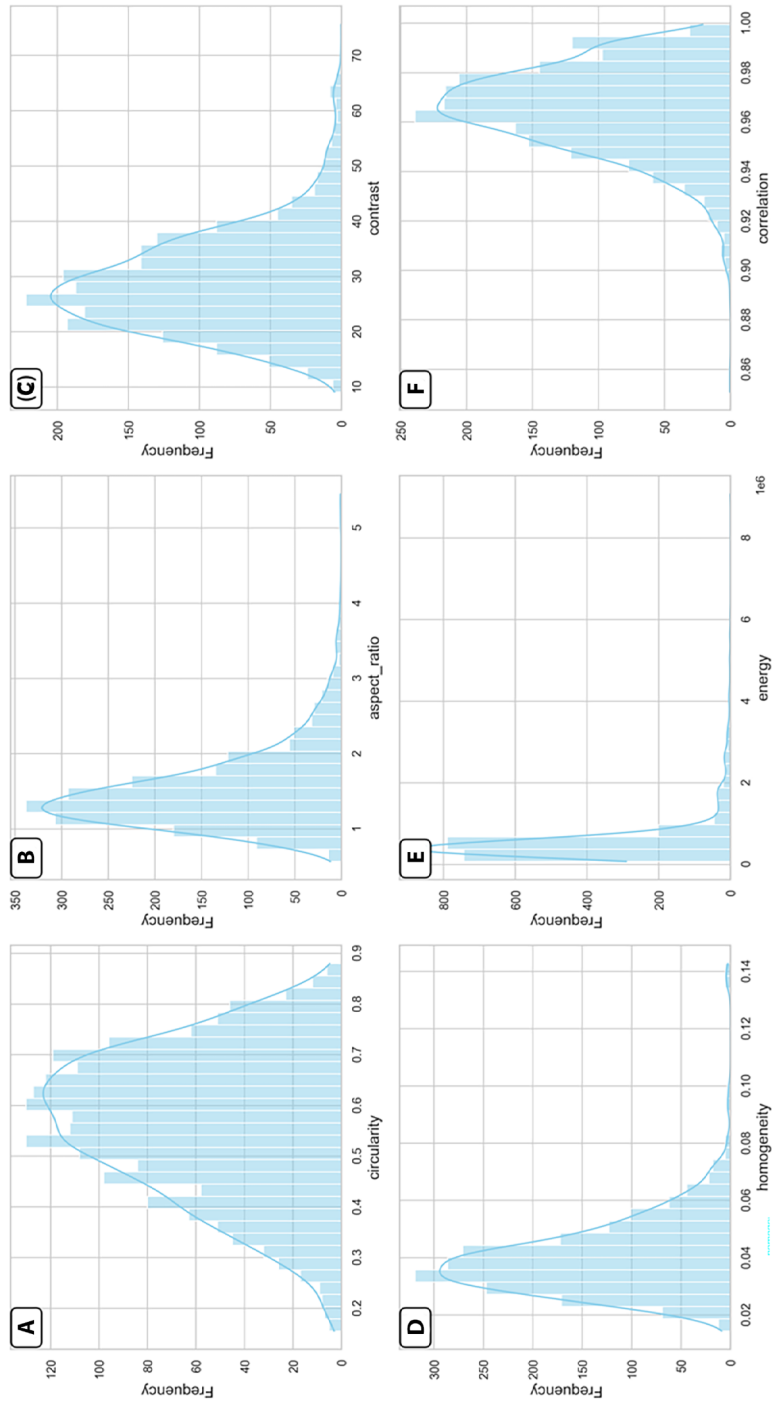 A
Frequency
120
100
80
60
40
20
0
0.2 0.3 0.4 0.5 0.6 0.7 0.8 0.9
circularity
B
Frequency
350
300
250
200
150
100
50
0
1 2 3 4 5
aspect_ratio
(C)
Frequency
200
150
100
50
0
10 20 30 40 50 60 70
contrast
D
Frequency
300
250
200
150
100
50
0
0.02 0.04 0.06 0.08 0.10 0.12 0.14
homogeneity
E
Frequency
800
600
400
200
0
0 2 4 6 8
1e6
energy
F
Frequency
250
200
150
100
50
0
0.86 0.88 0.90 0.92 0.94 0.96 0.98 1.00
correlation